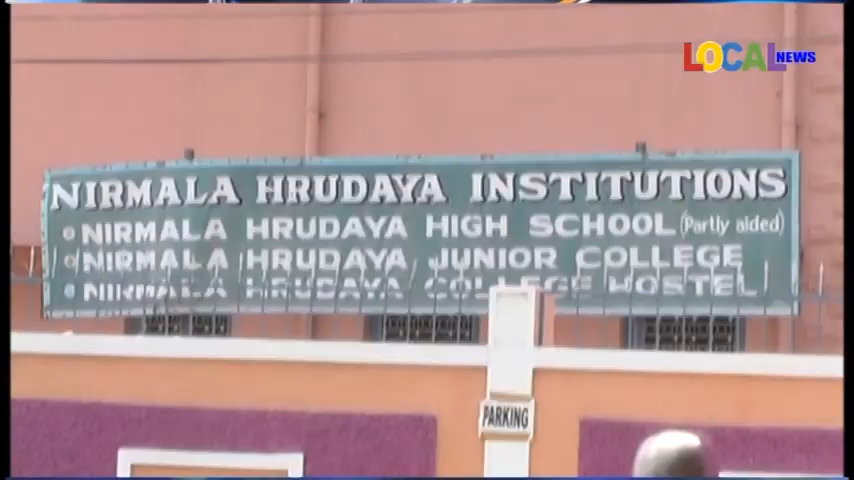 LOCAL NEWS
NIRMALA HRUDAYA INSTITUTIONS
NIRMALA HRUDAYA HIGH SCHOOL (Partly aided)
NIRMALA HRUDAYA JUNIOR COLLEGE
NIRMALA HRUDAYA COLLEGE HOSTEL
PARKING